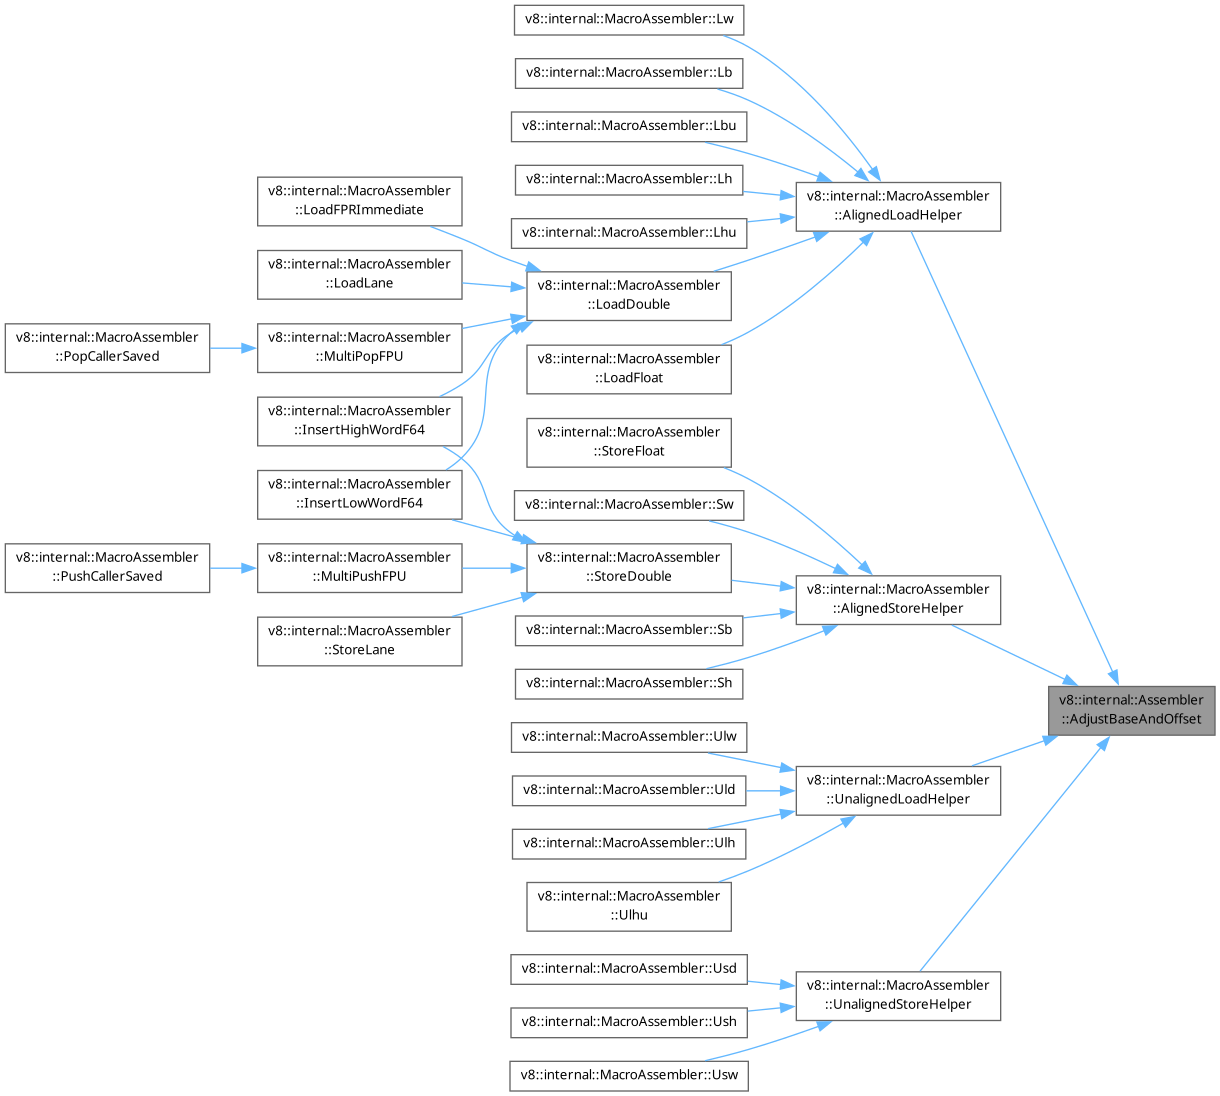 v8::internal::MacroAssembler::Lw
v8::internal::MacroAssembler::Lb
v8::internal::MacroAssembler::Lbu
v8::internal::MacroAssembler::Lh
v8::internal::MacroAssembler::Lhu
v8::internal::MacroAssembler
::AlignedLoadHelper
v8::internal::MacroAssembler
::LoadFPRImmediate
v8::internal::MacroAssembler
::LoadLane
v8::internal::MacroAssembler
::LoadDouble
v8::internal::MacroAssembler
::PopCallerSaved
v8::internal::MacroAssembler
::MultiPopFPU
v8::internal::MacroAssembler
::LoadFloat
v8::internal::MacroAssembler
::InsertHighWordF64
v8::internal::MacroAssembler
::StoreFloat
v8::internal::MacroAssembler
::InsertLowWordF64
v8::internal::MacroAssembler::Sw
v8::internal::MacroAssembler
::PushCallerSaved
v8::internal::MacroAssembler
::MultiPushFPU
v8::internal::MacroAssembler
::StoreDouble
v8::internal::MacroAssembler
::AlignedStoreHelper
v8::internal::MacroAssembler
::StoreLane
v8::internal::MacroAssembler::Sb
v8::internal::MacroAssembler::Sh
v8::internal::Assembler
::AdjustBaseAndOffset
v8::internal::MacroAssembler::Ulw
v8::internal::MacroAssembler::Uld
v8::internal::MacroAssembler
::UnalignedLoadHelper
v8::internal::MacroAssembler::Ulh
v8::internal::MacroAssembler
::Ulhu
v8::internal::MacroAssembler::Usd
v8::internal::MacroAssembler
::UnalignedStoreHelper
v8::internal::MacroAssembler::Ush
v8::internal::MacroAssembler::Usw